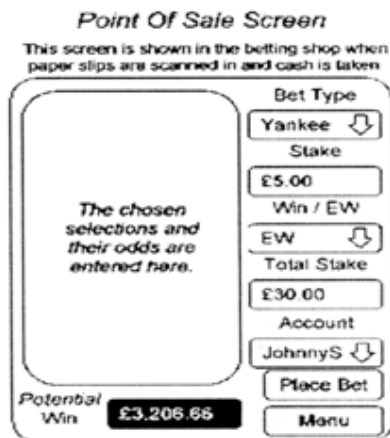 Point Of Sale Screen
This screen is shown in the betting shop when
paper slips are scanned in and cash is taken
Bet Type
Yankee
Stake
£5.00
Win / EW
EW
Total Stake
£30.00
Account
JohnnyS
Place Bet
Menu
The chosen
selections and
their odds are
entered here.
Potential
Win
£3,206.66